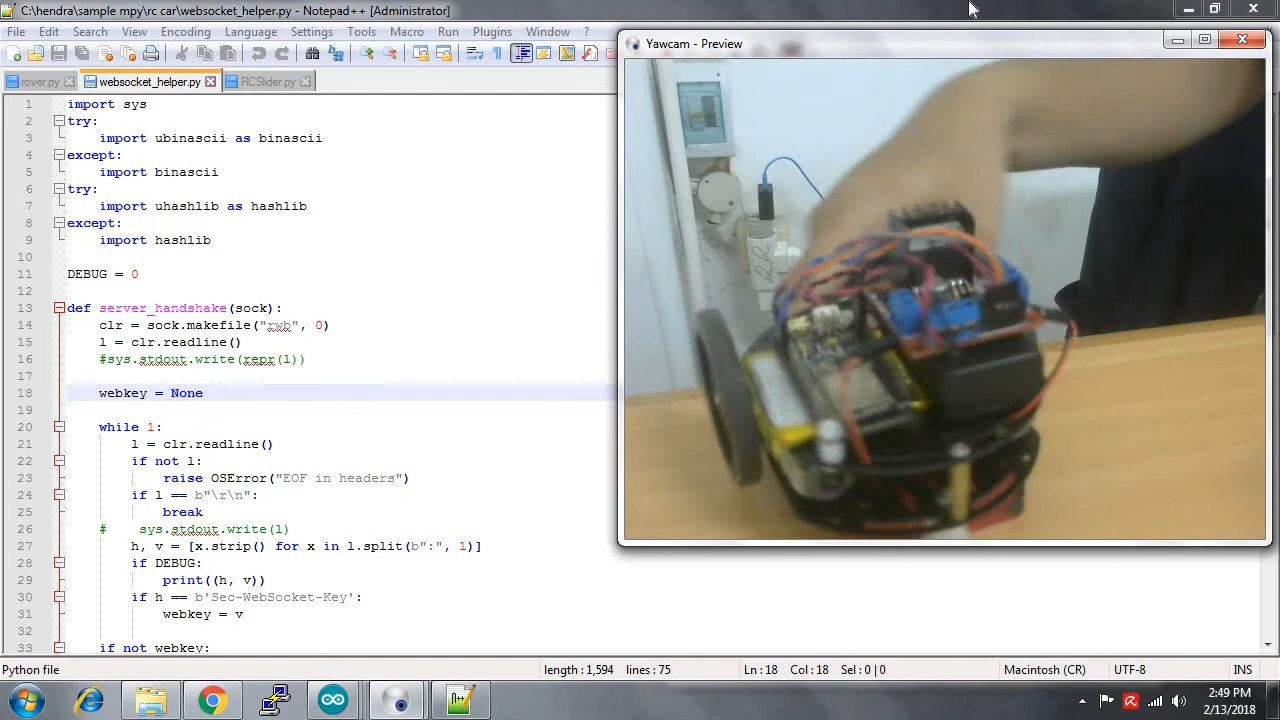 C:\hendra\sample mpy\rc car\websocket_helper.py - Notepad++ [Administrator]
File Edit Search View Encoding Language Settings Tools Macro Run Plugins Window ?
Yawcam - Preview
rover.py websocket_helper.py RCSlider.py
1 import sys
2 try:
3 import ubinascii as binascii
4 except:
5 import binascii
6 try:
7 import uhashlib as hashlib
8 except:
9 import hashlib
10
11 DEBUG = 0
12
13 def server_handshake(sock):
14 clr = sock.makefile("rwb", 0)
15 l = clr.readline()
16 #sys.stdout.write(repr(l))
17
18 webkey = None
19
20 while 1:
21 l = clr.readline()
22 if not l:
23 raise OSError("EOF in headers")
24 if l == b"\r\n":
25 break
26 # sys.stdout.write(l)
27 h, v = [x.strip() for x in l.split(b":", 1)]
28 if DEBUG:
29 print((h, v))
30 if h == b'Sec-WebSocket-Key':
31 webkey = v
32
33 if not webkey:
Python file length : 1,594 lines : 75 Ln : 18 Col : 18 Sel : 0 | 0 Macintosh (CR) UTF-8 INS
2:49 PM
2/13/2018